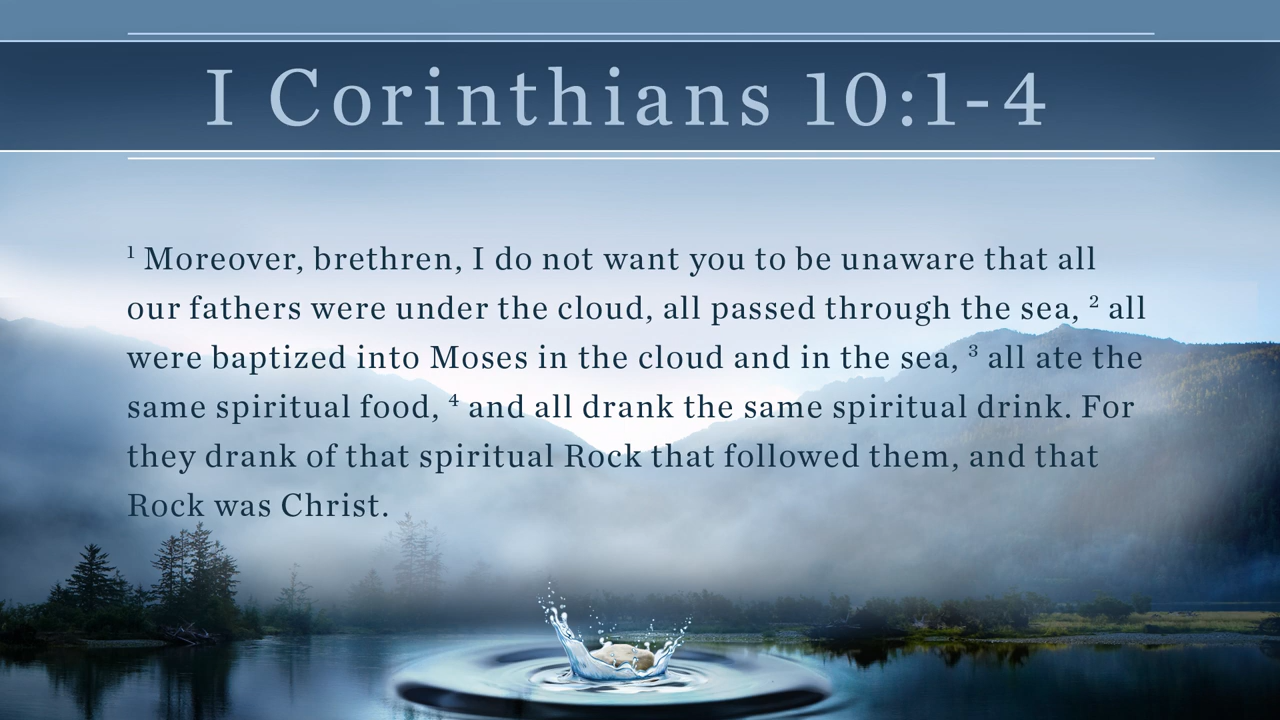 I Corinthians 10:1-4
¹ Moreover, brethren, I do not want you to be unaware that all
our fathers were under the cloud, all passed through the sea, ² all
were baptized into Moses in the cloud and in the sea, ³ all ate the
same spiritual food, ⁴ and all drank the same spiritual drink. For
they drank of that spiritual Rock that followed them, and that
Rock was Christ.